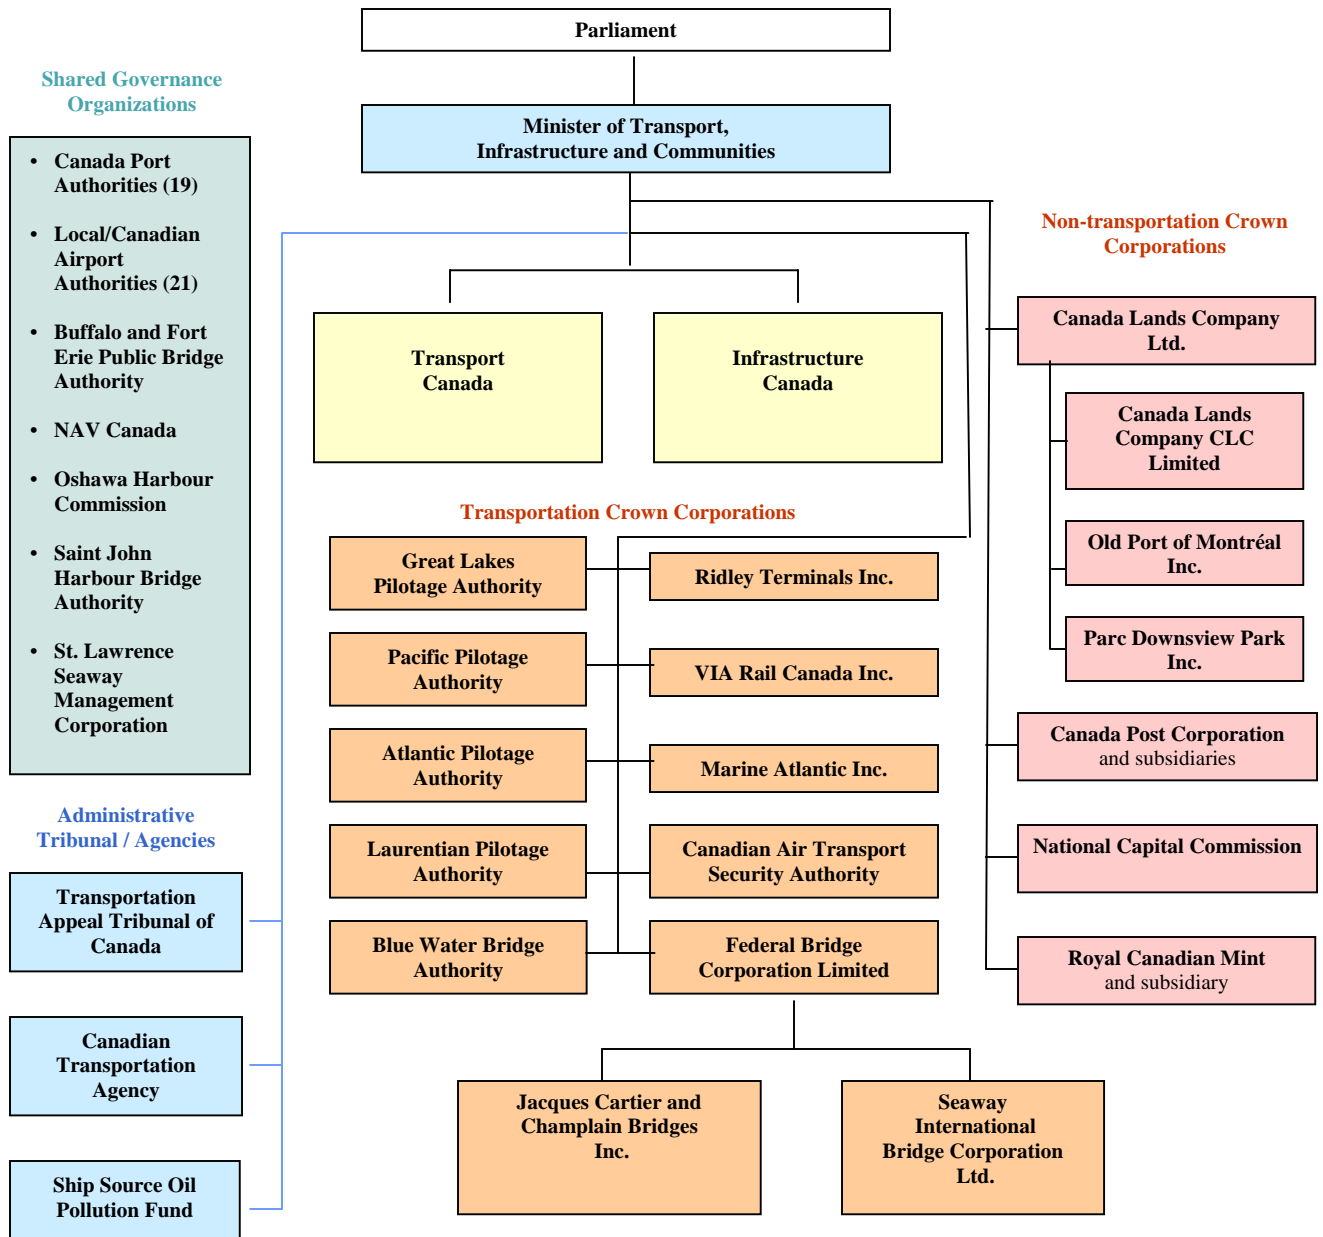 Parliament
Minister of Transport,
Infrastructure and Communities
Shared Governance
Organizations
• Canada Port
Authorities (19)
• Local/Canadian
Airport
Authorities (21)
• Buffalo and Fort
Erie Public Bridge
Authority
• NAV Canada
• Oshawa Harbour
Commission
• Saint John
Harbour Bridge
Authority
• St. Lawrence
Seaway
Management
Corporation
Administrative
Tribunal / Agencies
Transportation
Appeal Tribunal of
Canada
Canadian
Transportation
Agency
Ship Source Oil
Pollution Fund
Transport
Canada
Infrastructure
Canada
Transportation Crown Corporations
Great Lakes
Pilotage Authority
Ridley Terminals Inc.
Pacific Pilotage
Authority
VIA Rail Canada Inc.
Atlantic Pilotage
Authority
Marine Atlantic Inc.
Laurentian Pilotage
Authority
Canadian Air Transport
Security Authority
Blue Water Bridge
Authority
Federal Bridge
Corporation Limited
Jacques Cartier and
Champlain Bridges
Inc.
Seaway
International
Bridge Corporation
Ltd.
Non-transportation Crown
Corporations
Canada Lands Company
Ltd.
Canada Lands
Company CLC
Limited
Old Port of Montréal
Inc.
Parc Downsview Park
Inc.
Canada Post Corporation
and subsidiaries
National Capital Commission
Royal Canadian Mint
and subsidiary